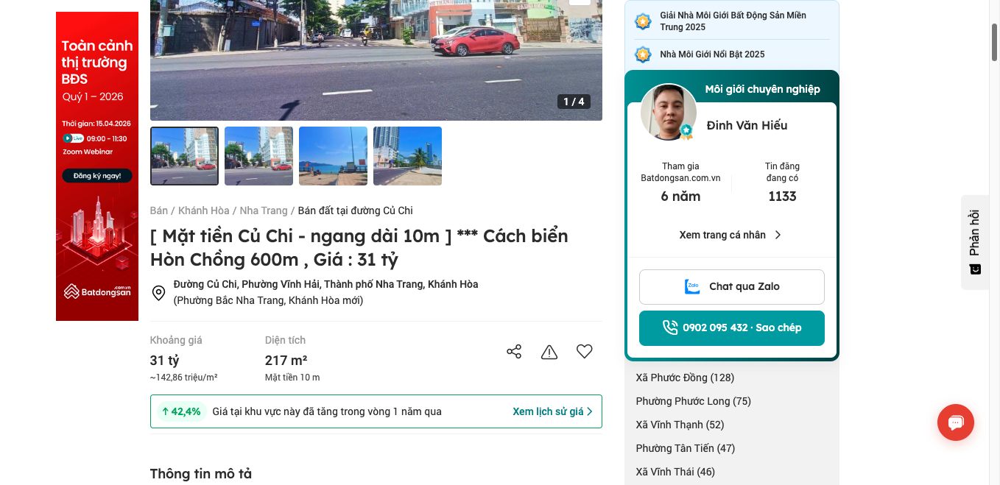 Toàn cảnh
thị trường
BĐS
Quý 1 – 2026
Thời gian: 15.04.2026
Live 09:00 – 11:30
Zoom Webinar
Đăng ký ngay!
.com.vn
Batdongsan
1 / 4
Bán / Khánh Hòa / Nha Trang / Bán đất tại đường Củ Chi
[ Mặt tiền Củ Chi - ngang dài 10m ] *** Cách biển
Hòn Chồng 600m , Giá : 31 tỷ
Đường Củ Chi, Phường Vĩnh Hải, Thành phố Nha Trang, Khánh Hòa
(Phường Bắc Nha Trang, Khánh Hòa mới)
Khoảng giá
31 tỷ
~142,86 triệu/m²
Diện tích
217 m²
Mặt tiền 10 m
42,4% Giá tại khu vực này đã tăng trong vòng 1 năm qua Xem lịch sử giá
Thông tin mô tả
Giải Nhà Môi Giới Bất Động Sản Miền
Trung 2025
Nhà Môi Giới Nổi Bật 2025
Môi giới chuyên nghiệp
Đinh Văn Hiếu
Tham gia
Batdongsan.com.vn
6 năm
Tin đăng
đang có
1133
Xem trang cá nhân
Zalo Chat qua Zalo
0902 095 432 · Sao chép
Xã Phước Đồng (128)
Phường Phước Long (75)
Xã Vĩnh Thạnh (52)
Phường Tân Tiến (47)
Xã Vĩnh Thái (46)
Phản hồi